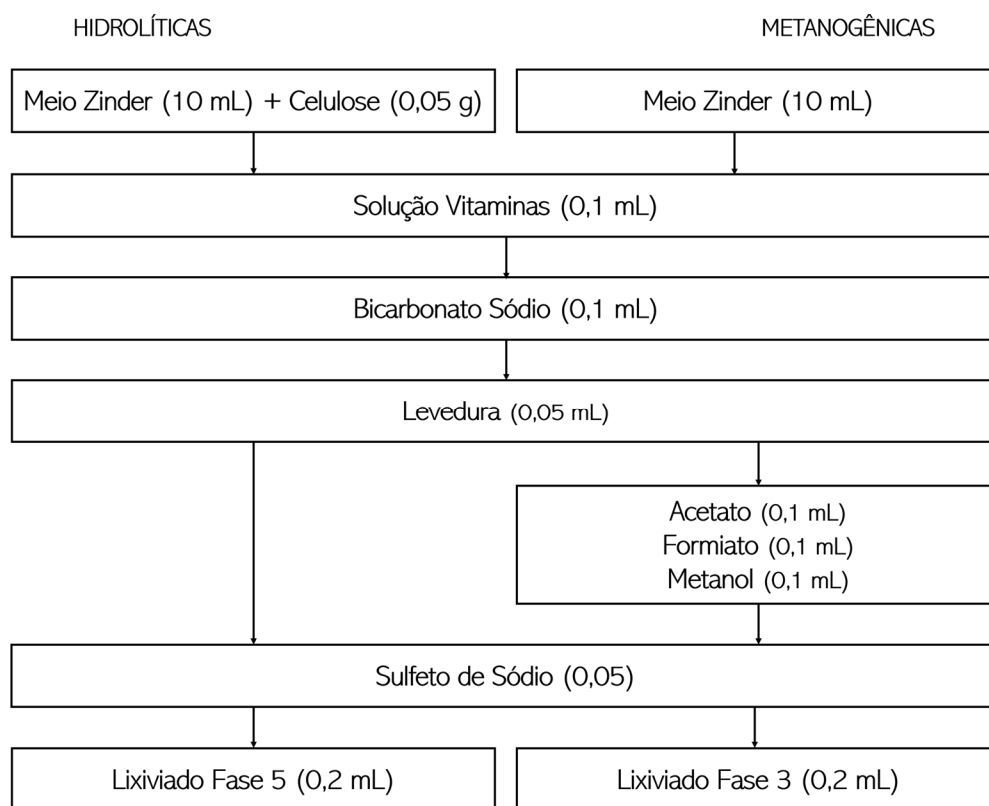 HIDROLÍTICAS
METANOGÊNICAS
Meio Zinder (10 mL) + Celulose (0,05 g)
Meio Zinder (10 mL)
Solução Vitaminas (0,1 mL)
Bicarbonato Sódio (0,1 mL)
Levedura (0,05 mL)
Acetato (0,1 mL)
Formiato (0,1 mL)
Metanol (0,1 mL)
Sulfeto de Sódio (0,05)
Lixiviado Fase 5 (0,2 mL)
Lixiviado Fase 3 (0,2 mL)